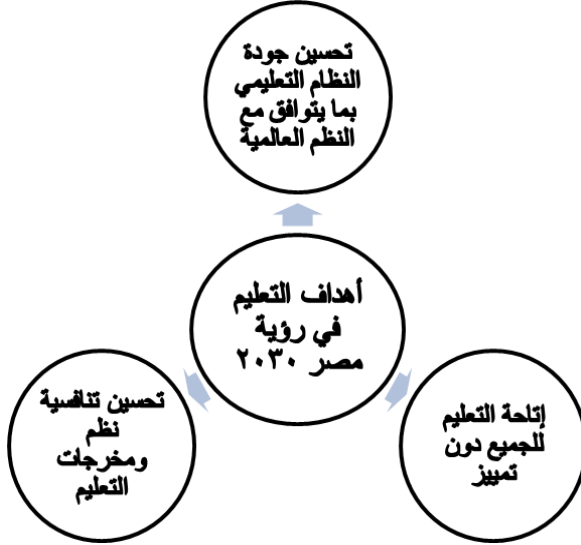 تحسين جودة
النظام التعليمي
بما يتوافق مع
النظم العالمية
أهداف التعليم
في رؤية
مصر ٢٠٣٠
إتاحة التعليم
للجميع دون
تمييز
تحسين تنافسية
نظم
ومخرجات
التعليم